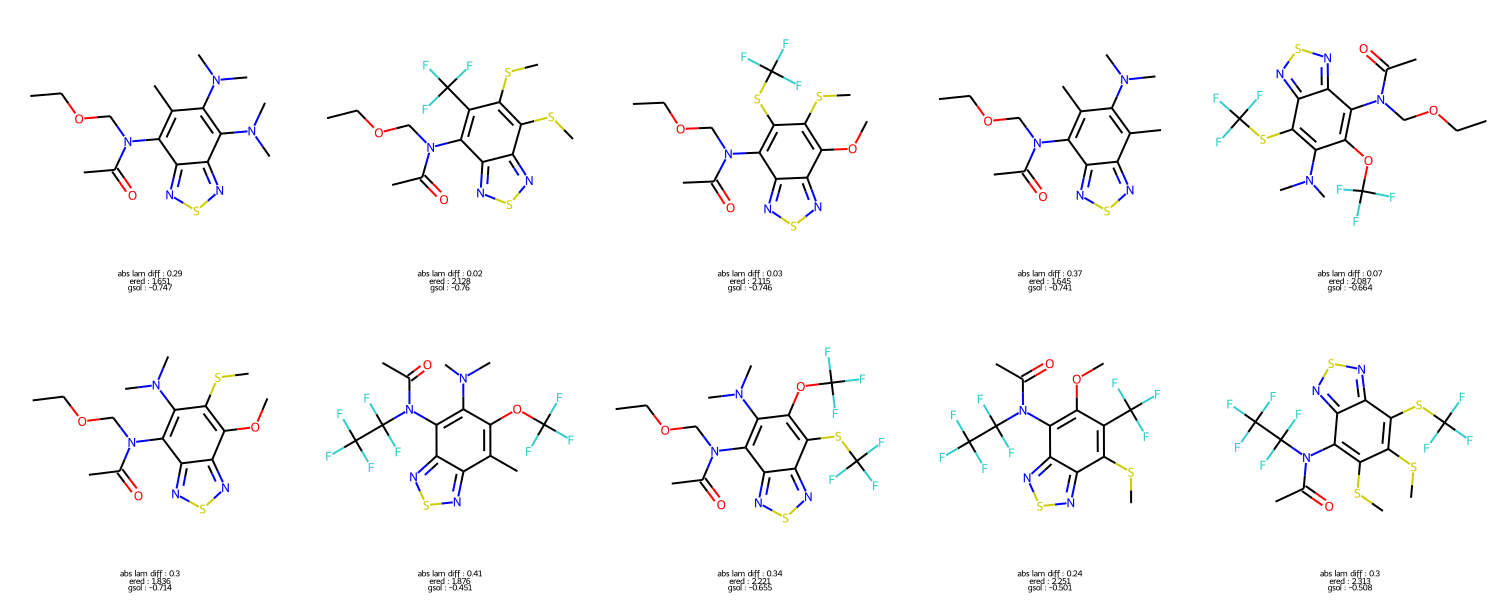 abs lam diff : 0.29
ered : 1.651
gsol : -0.747
abs lam diff : 0.02
ered : 2.128
gsol : -0.76
abs lam diff : 0.03
ered : 2.115
gsol : -0.746
abs lam diff : 0.37
ered : 1.645
gsol : -0.741
abs lam diff : 0.07
ered : 2.087
gsol : -0.664
abs lam diff : 0.3
ered : 1.836
gsol : -0.714
abs lam diff : 0.41
ered : 1.876
gsol : -0.451
abs lam diff : 0.34
ered : 2.221
gsol : -0.655
abs lam diff : 0.24
ered : 2.251
gsol : -0.501
abs lam diff : 0.3
ered : 2.313
gsol : -0.508